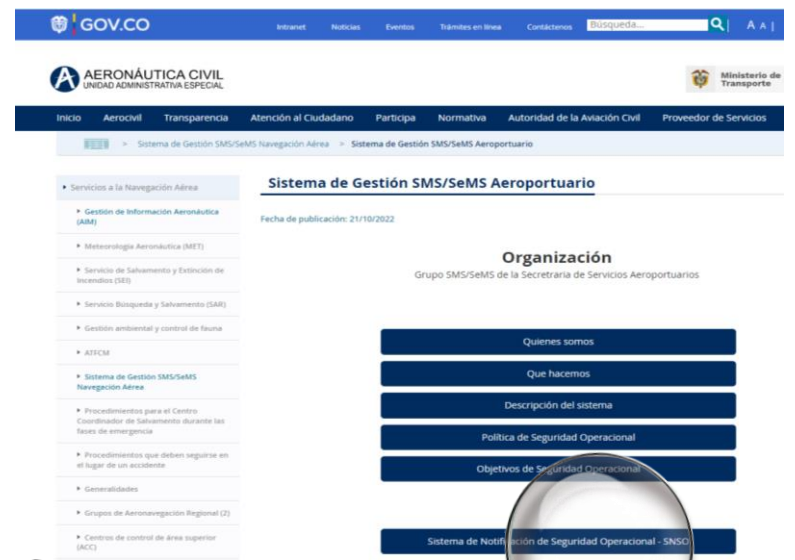 GOV.CO
Intranet Noticias Eventos Trámites en línea Contáctenos Búsqueda... A A |
AERONÁUTICA CIVIL
UNIDAD ADMINISTRATIVA ESPECIAL
Ministerio de
Transporte
Inicio Aerocivil Transparencia Atención al Ciudadano Participa Normativa Autoridad de la Aviación Civil Proveedor de Servicios
> Sistema de Gestión SMS/SeMS Navegación Aérea > Sistema de Gestión SMS/SeMS Aeroportuario
Servicios a la Navegación Aérea
Gestión de Información Aeronáutica
(AIM)
Meteorología Aeronáutica (MET)
Servicio de Salvamento y Extinción de
Incendios (SEI)
Servicio Búsqueda y Salvamento (SAR)
Gestión ambiental y control de fauna
ATFCM
Sistema de Gestión SMS/SeMS
Navegación Aérea
Procedimientos para el Centro
Coordinador de Salvamento durante las
fases de emergencia
Procedimientos que deben seguirse en
el lugar de un accidente
Generalidades
Grupos de Aeronavegación Regional (2)
Centros de control de área superior
(ACC)
Sistema de Gestión SMS/SeMS Aeroportuario
Fecha de publicación: 21/10/2022
Organización
Grupo SMS/SeMS de la Secretraria de Servicios Aeroportuarios
Quienes somos
Que hacemos
Descripción del sistema
Política de Seguridad Operacional
Objetivos de Seguridad Operacional
Sistema de Notificación de Seguridad Operacional - SNSO